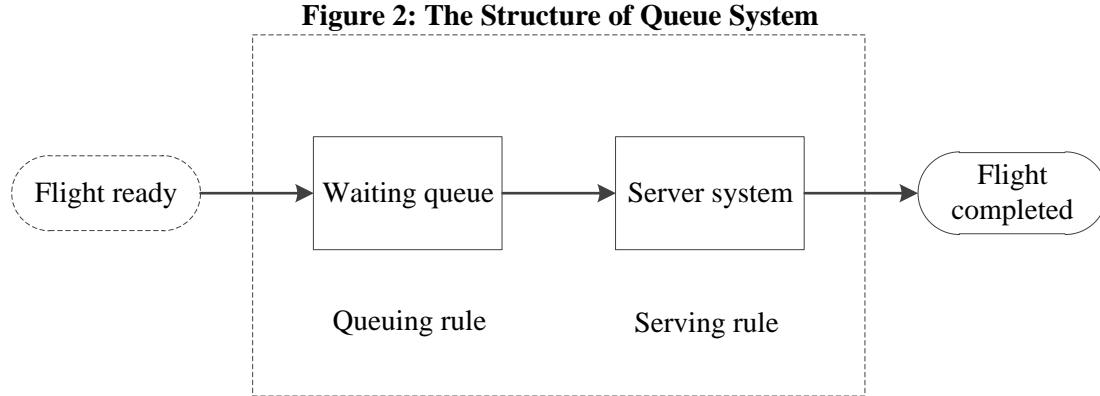 Figure 2: The Structure of Queue System
Flight ready
Waiting queue
Server system
Flight
completed
Queuing rule
Serving rule